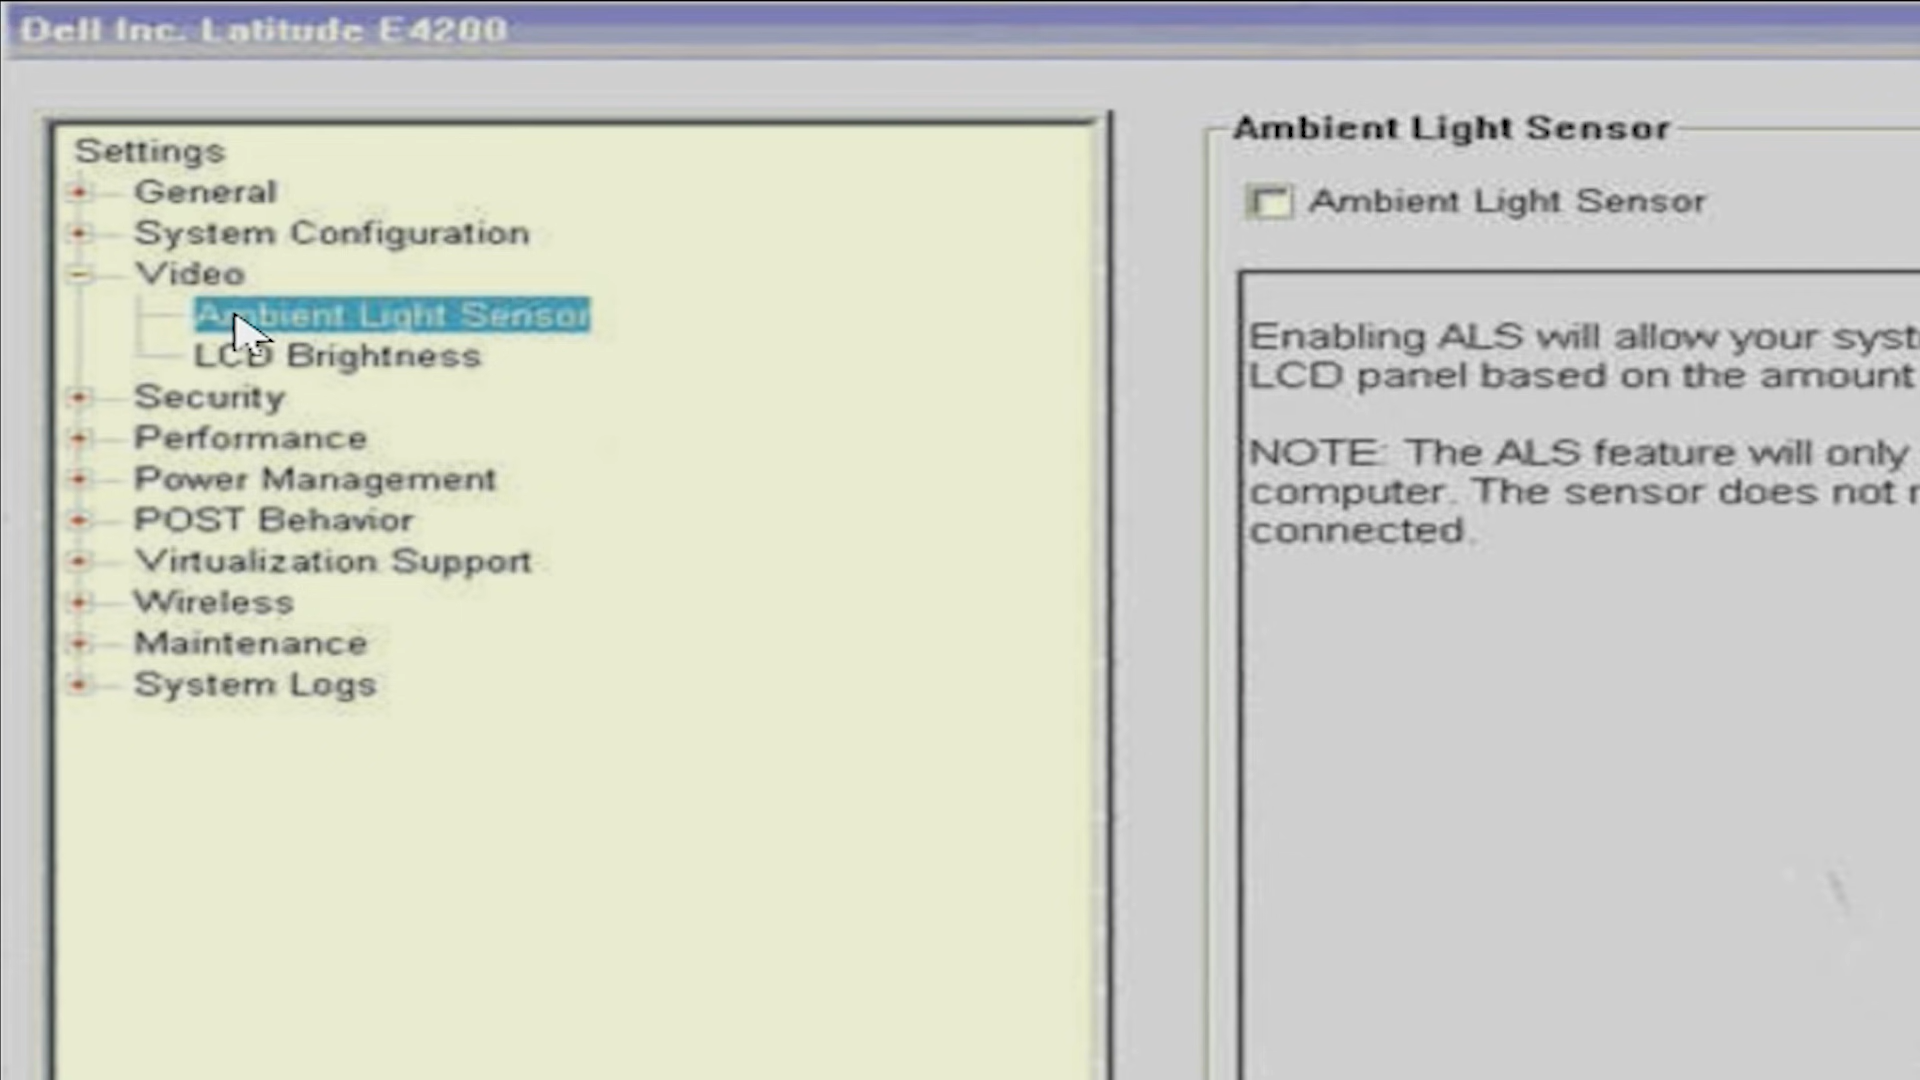 Dell Inc. Latitude E4200
Settings
General
System Configuration
Video
Ambient Light Sensor
LCD Brightness
Security
Performance
Power Management
POST Behavior
Virtualization Support
Wireless
Maintenance
System Logs
Ambient Light Sensor
Ambient Light Sensor
Enabling ALS will allow your syst
LCD panel based on the amount
NOTE: The ALS feature will only
computer. The sensor does not r
connected.